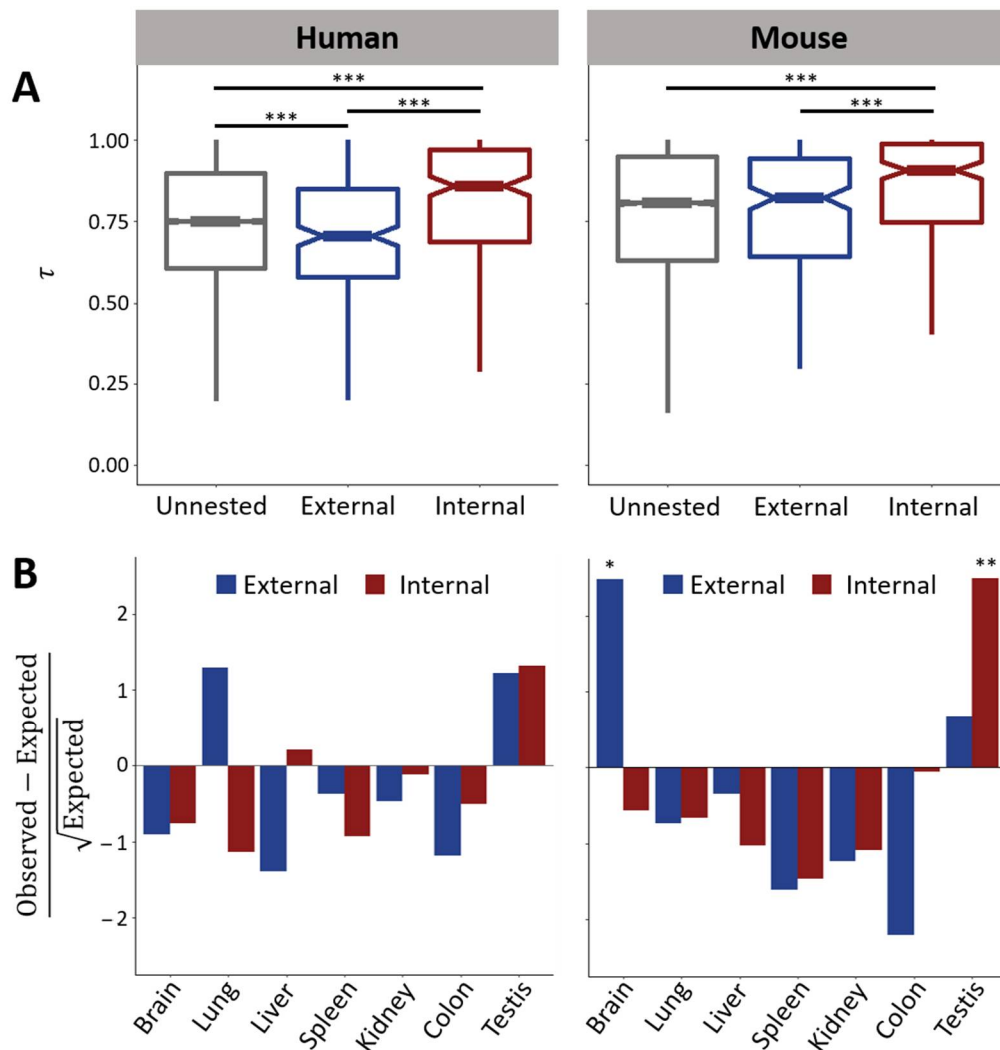 Human
Mouse
A
***
***
***
***
***
1.00
0.75
0.50
0.25
0.00
τ
Unnested
External
Internal
Unnested
External
Internal
B
External
Internal
*
External
Internal
**
Observed − Expected
√Expected
2
1
0
−1
−2
Brain
Lung
Liver
Spleen
Kidney
Colon
Testis
Brain
Lung
Liver
Spleen
Kidney
Colon
Testis